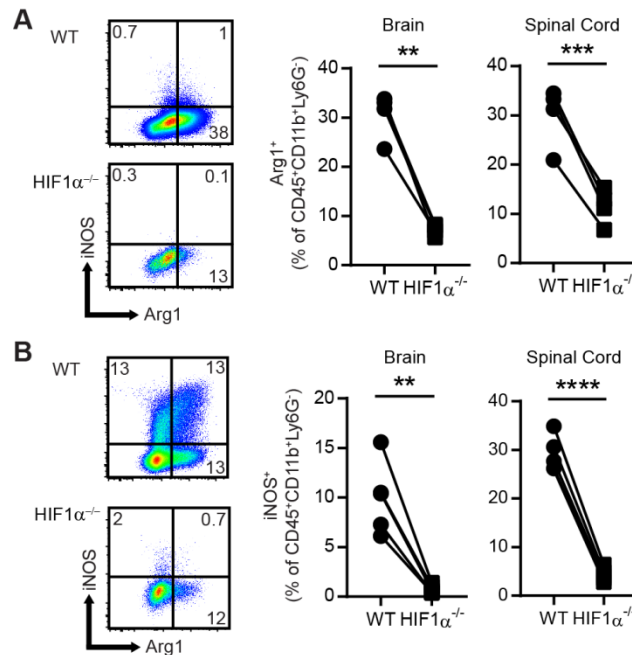 A
WT
0.7 1
38
HIF1α⁻/⁻
0.3 0.1
13
iNOS
Arg1
Brain
**
Arg1⁺
(% of CD45⁺CD11b⁺Ly6G⁻)
40
30
20
10
0
WT HIF1α⁻/⁻
Spinal Cord
***
40
30
20
10
0
WT HIF1α⁻/⁻
B
WT
13 13
13
HIF1α⁻/⁻
2 0.7
12
iNOS
Arg1
Brain
**
iNOS⁺
(% of CD45⁺CD11b⁺Ly6G⁻)
20
15
10
5
0
WT HIF1α⁻/⁻
Spinal Cord
****
40
30
20
10
0
WT HIF1α⁻/⁻